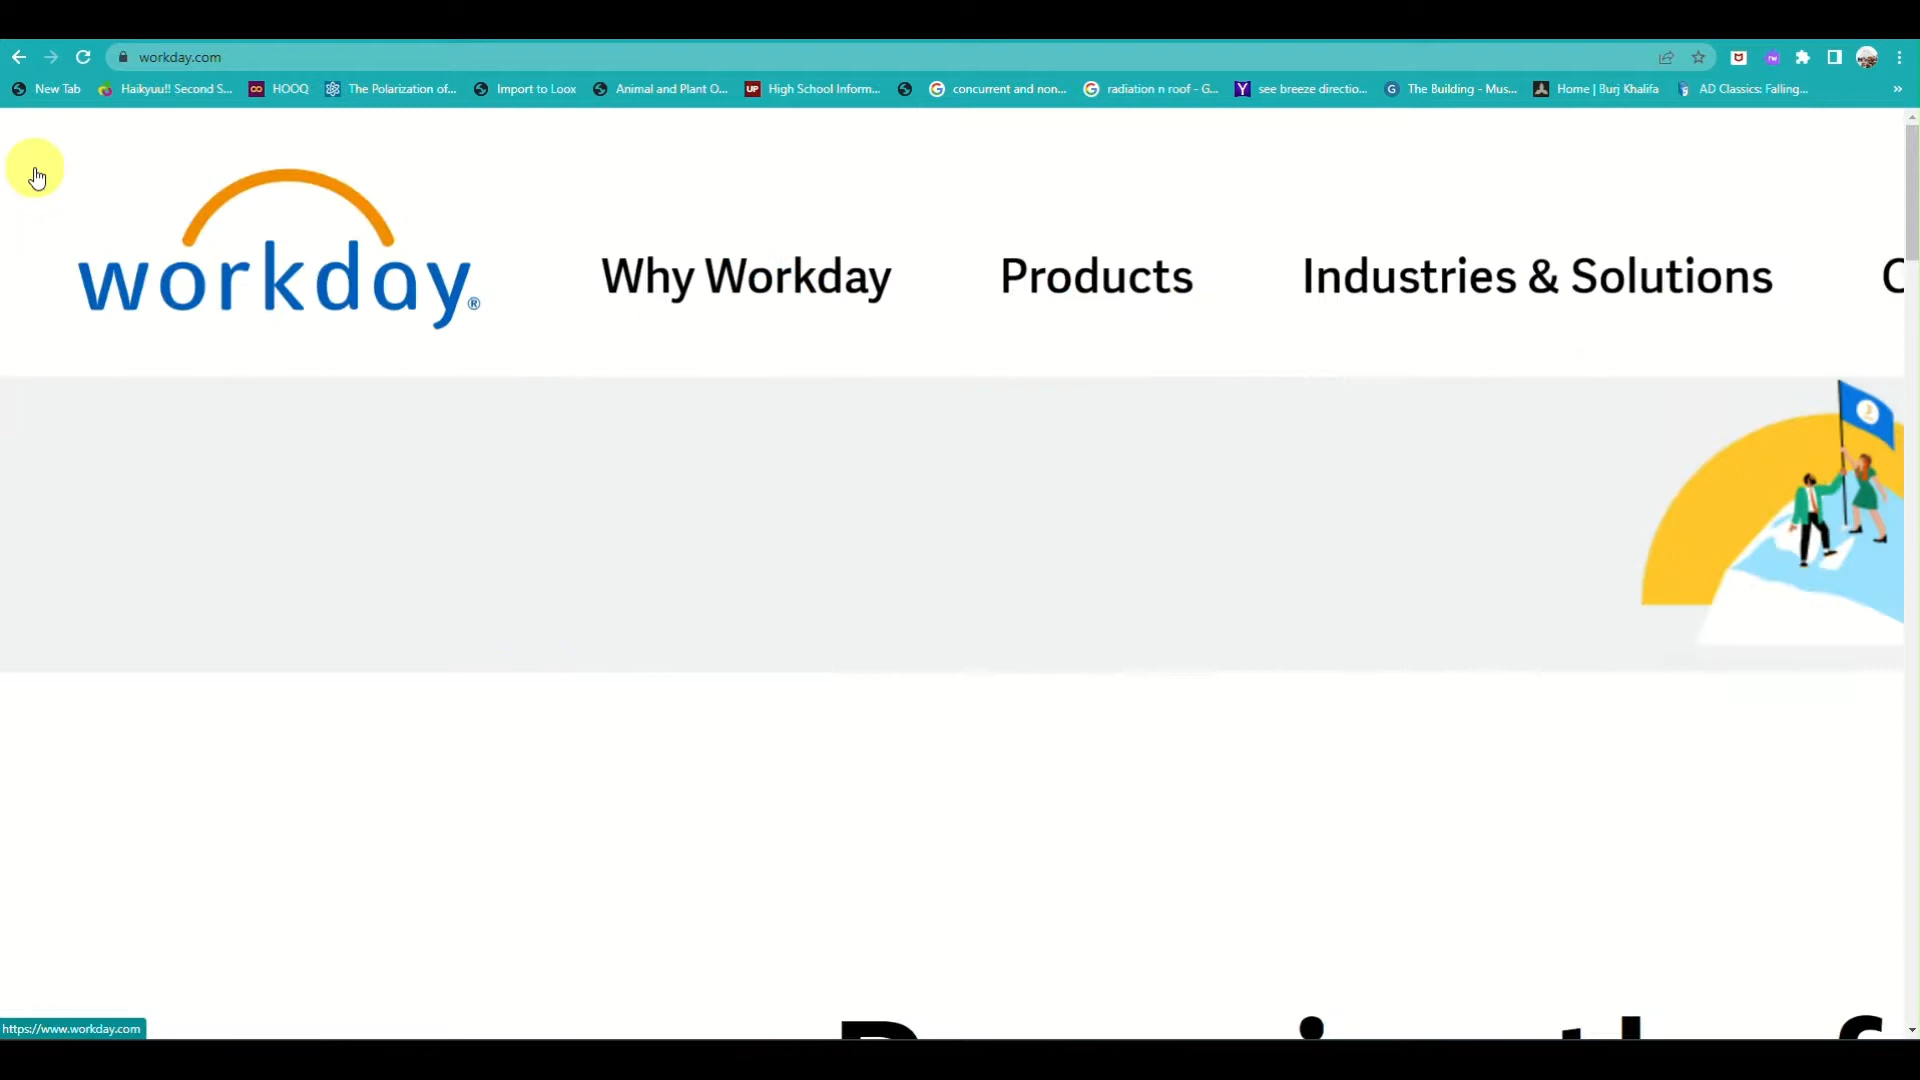 workday.com
New Tab
Haikyuu!! Second S...
HOOQ
The Polarization of...
Import to Loox
Animal and Plant O...
UP
High School Inform...
concurrent and non...
radiation n roof - G...
see breeze directio...
The Building - Mus...
Home | Burj Khalifa
AD Classics: Falling...
»
workday®
Why Workday
Products
Industries & Solutions
https://www.workday.com